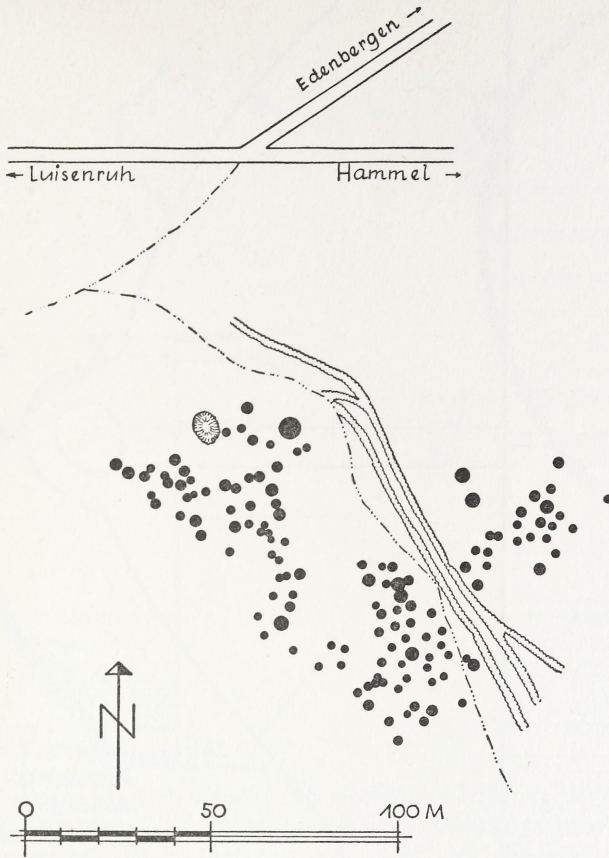 Edenbergen →
← Luisenruh
Hammel →
N
0 50 100 M